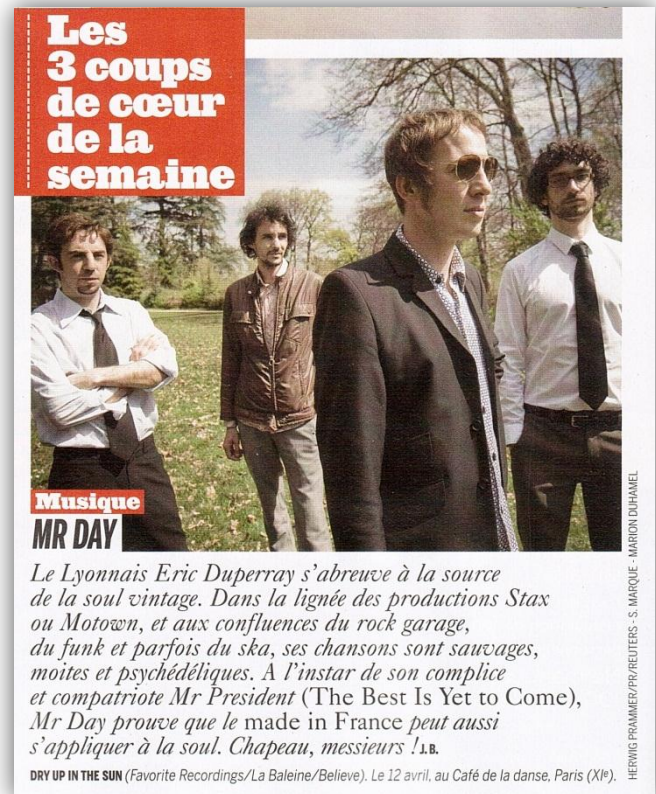 Les
3 coups
de cœur
de la
semaine
Musique
MR DAY
Le Lyonnais Eric Duperray s'abreuve à la source
de la soul vintage. Dans la lignée des productions Stax
ou Motown, et aux confluences du rock garage,
du funk et parfois du ska, ses chansons sont sauvages,
moites et psychédéliques. A l'instar de son complice
et compatriote Mr President (The Best Is Yet to Come),
Mr Day prouve que le made in France peut aussi
s'appliquer à la soul. Chapeau, messieurs ! J.B.
DRY UP IN THE SUN (Favorite Recordings/La Baleine/Believe). Le 12 avril, au Café de la danse, Paris (XIe).
HERWIG PRAMMER/PR/REUTERS - S. MARQUE - MARION DUHAMEL